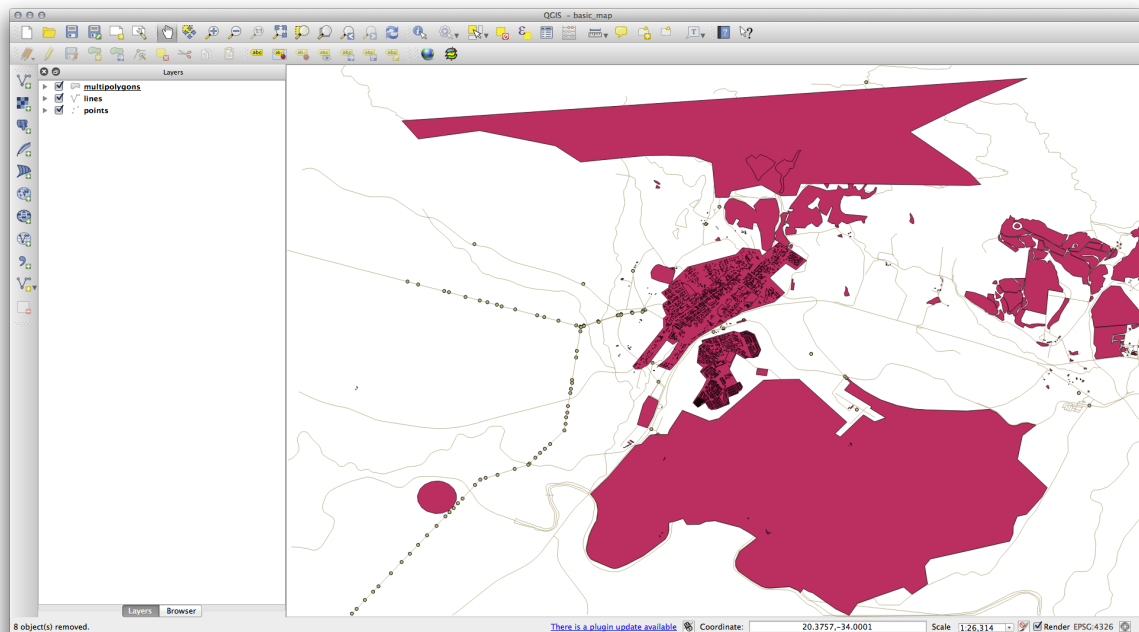 QGIS - basic_map
abc
Layers
multipolygons
lines
points
Layers Browser
8 object(s) removed.
There is a plugin update available
Coordinate:
20.3757,-34.0001
Scale
1:26,314
Render
EPSG:4326